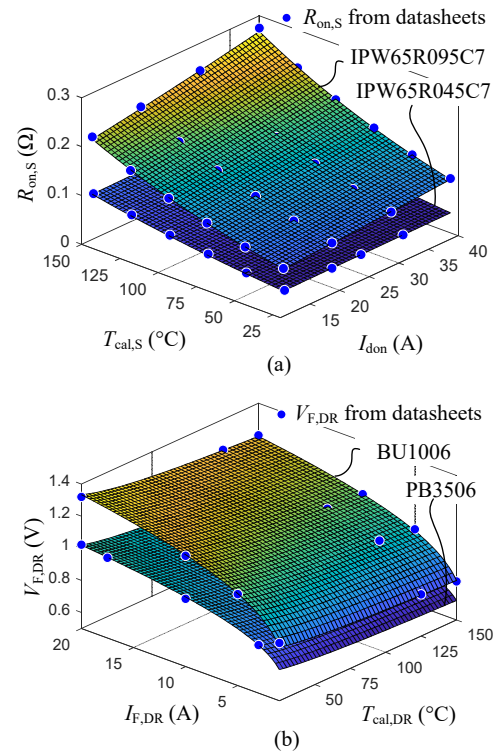 R_on,S from datasheets
IPW65R095C7
IPW65R045C7
0.3
0.2
0.1
0
R_on,S (Ω)
150
125
100
75
50
25
T_cal,S (°C)
15
20
25
30
35
40
I_don (A)
(a)
V_F,DR from datasheets
BU1006
PB3506
1.4
1.2
1
0.8
0.6
V_F,DR (V)
20
15
10
5
I_F,DR (A)
50
75
100
125
150
T_cal,DR (°C)
(b)